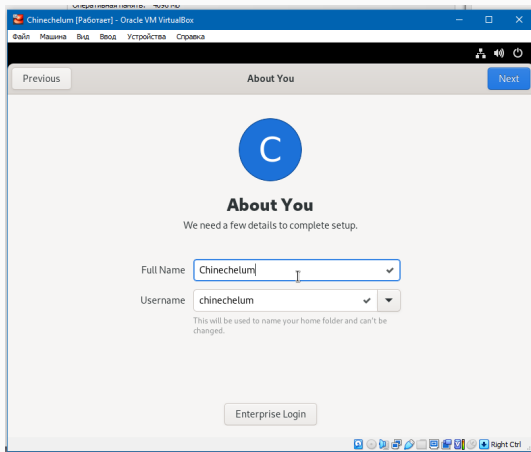 Оперативная память: 4096 МБ
Chinechelum [Работает] - Oracle VM VirtualBox
Файл Машина Вид Ввод Устройства Справка
Previous About You Next
C
About You
We need a few details to complete setup.
Full Name Chinechelum
Username chinechelum
This will be used to name your home folder and can't be
changed.
Enterprise Login
Right Ctrl